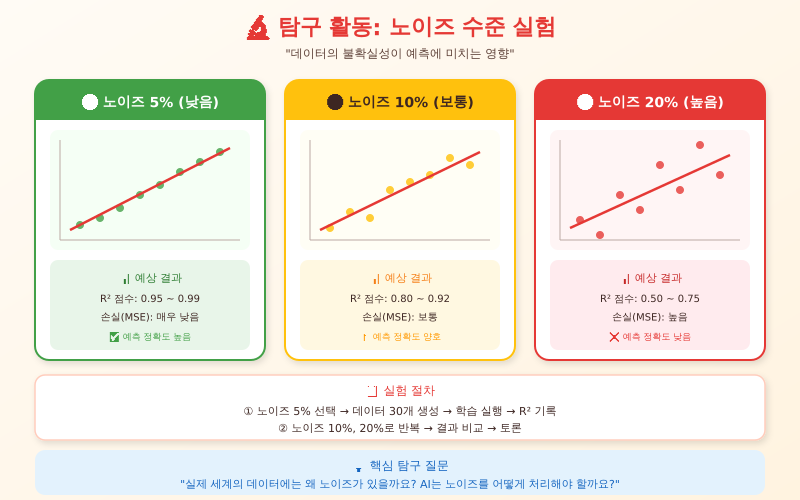 탐구 활동: 노이즈 수준 실험
"데이터의 불확실성이 예측에 미치는 영향"
노이즈 5% (낮음)
예상 결과
R² 점수: 0.95 ~ 0.99
손실(MSE): 매우 낮음
예측 정확도 높음
노이즈 10% (보통)
예상 결과
R² 점수: 0.80 ~ 0.92
손실(MSE): 보통
예측 정확도 양호
노이즈 20% (높음)
예상 결과
R² 점수: 0.50 ~ 0.75
손실(MSE): 높음
예측 정확도 낮음
실험 절차
① 노이즈 5% 선택 → 데이터 30개 생성 → 학습 실행 → R² 기록
② 노이즈 10%, 20%로 반복 → 결과 비교 → 토론
핵심 탐구 질문
"실제 세계의 데이터에는 왜 노이즈가 있을까요? AI는 노이즈를 어떻게 처리해야 할까요?"